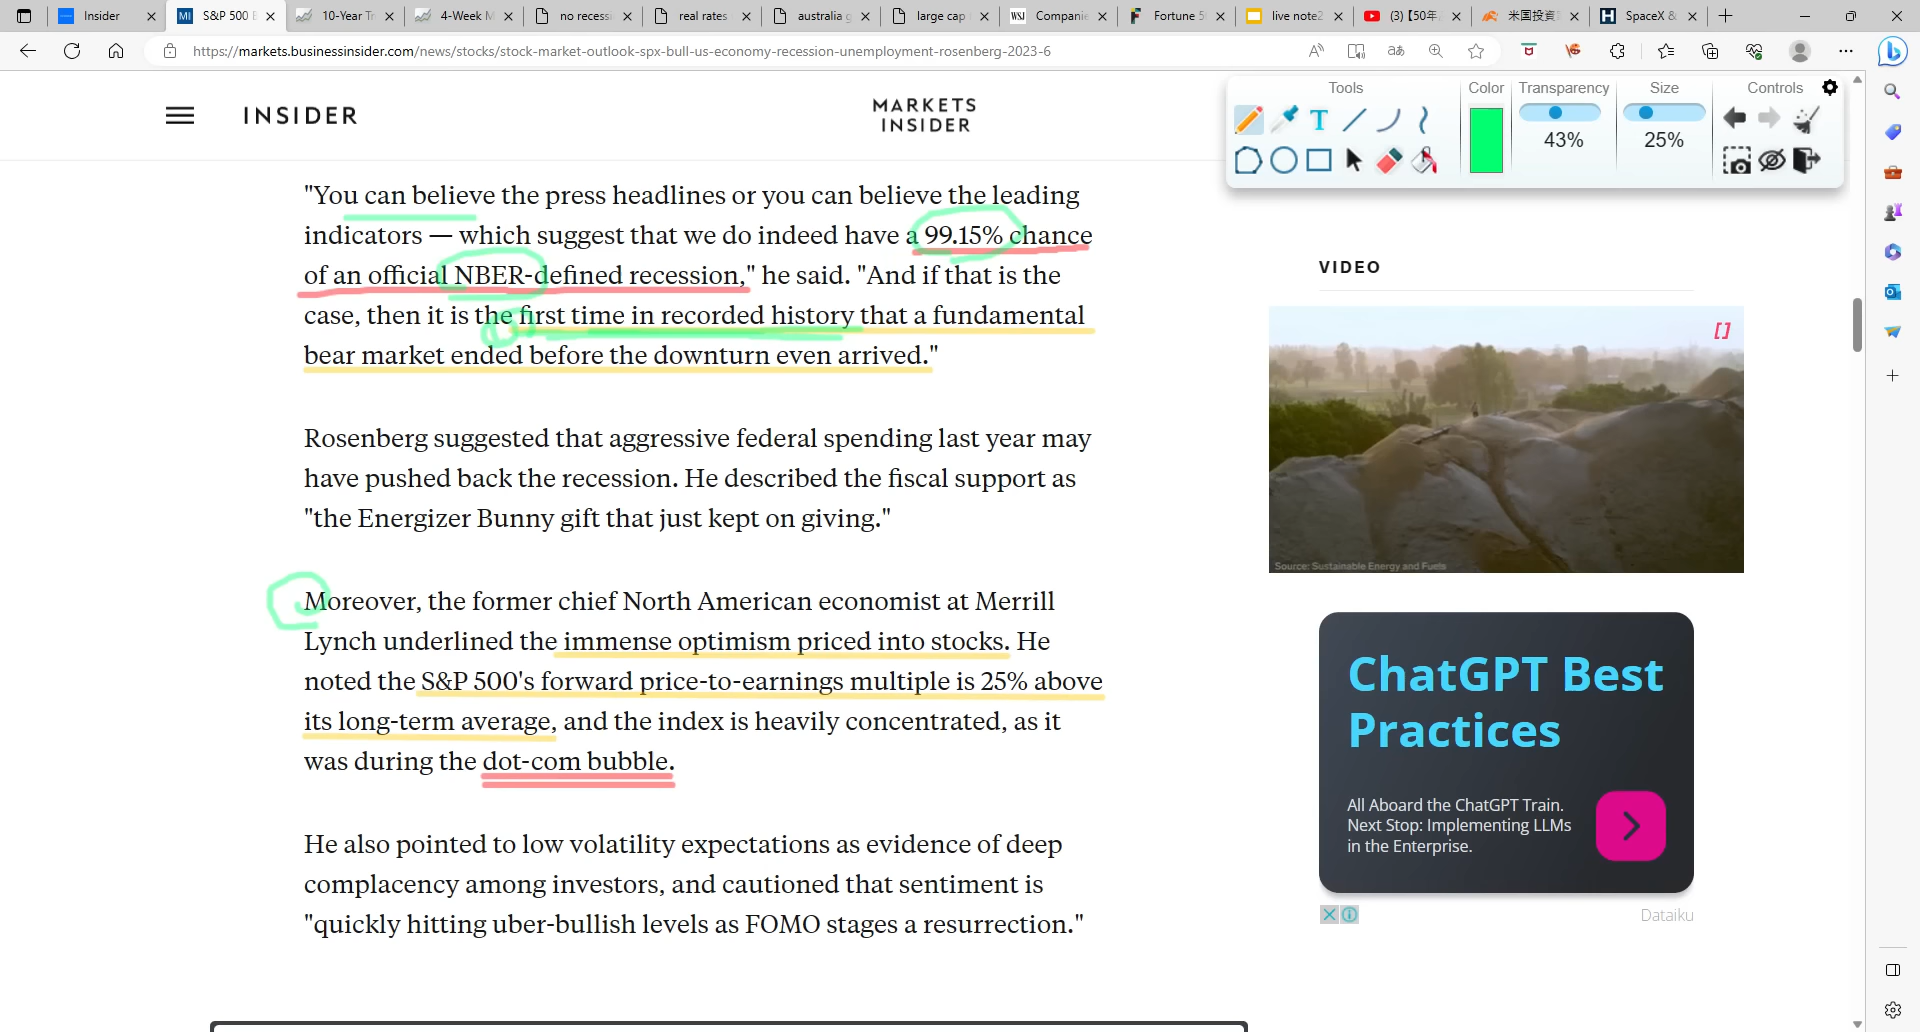 Insider
S&P 500 B
10-Year Tr
4-Week M
no recess
real rates
australia g
large cap
WSJ
Companie
Fortune 5
live note2
(3)【50年
米国投資
SpaceX &
https://markets.businessinsider.com/news/stocks/stock-market-outlook-spx-bull-us-economy-recession-unemployment-rosenberg-2023-6
INSIDER
MARKETS
INSIDER
Tools
Color
Transparency
Size
Controls
43%
25%
"You can believe the press headlines or you can believe the leading
indicators — which suggest that we do indeed have a 99.15% chance
of an official NBER-defined recession," he said. "And if that is the
case, then it is the first time in recorded history that a fundamental
bear market ended before the downturn even arrived."
Rosenberg suggested that aggressive federal spending last year may
have pushed back the recession. He described the fiscal support as
"the Energizer Bunny gift that just kept on giving."
Moreover, the former chief North American economist at Merrill
Lynch underlined the immense optimism priced into stocks. He
noted the S&P 500's forward price-to-earnings multiple is 25% above
its long-term average, and the index is heavily concentrated, as it
was during the dot-com bubble.
He also pointed to low volatility expectations as evidence of deep
complacency among investors, and cautioned that sentiment is
"quickly hitting uber-bullish levels as FOMO stages a resurrection."
VIDEO
Source: Sustainable Energy and Fuels
ChatGPT Best
Practices
All Aboard the ChatGPT Train.
Next Stop: Implementing LLMs
in the Enterprise.
Dataiku